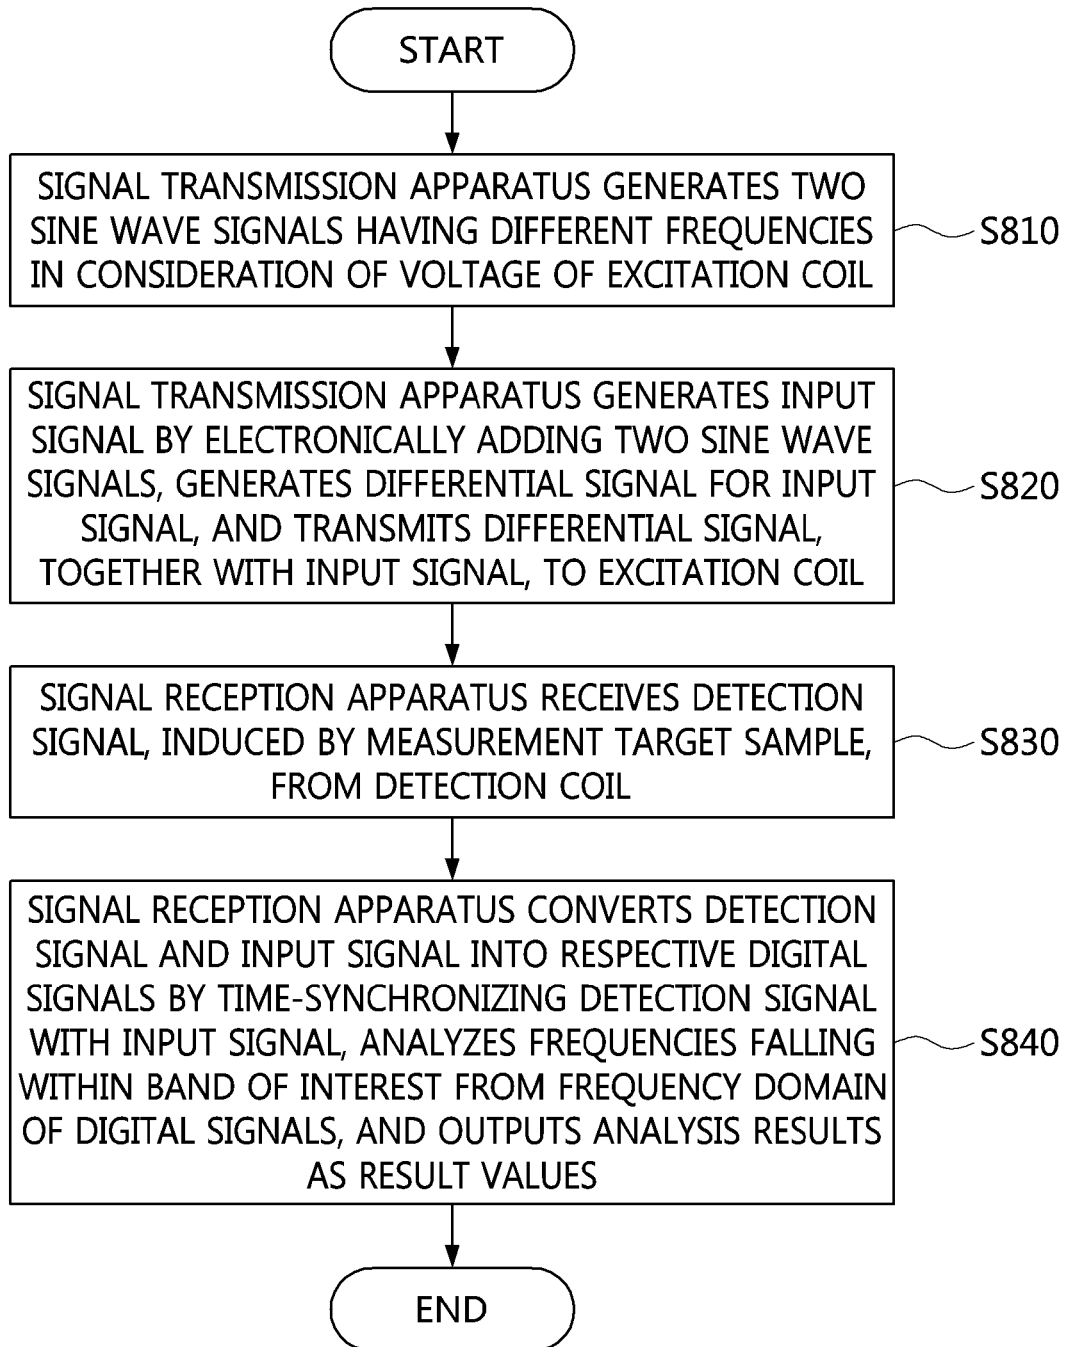 START
SIGNAL TRANSMISSION APPARATUS GENERATES TWO
SINE WAVE SIGNALS HAVING DIFFERENT FREQUENCIES
IN CONSIDERATION OF VOLTAGE OF EXCITATION COIL
S810
SIGNAL TRANSMISSION APPARATUS GENERATES INPUT
SIGNAL BY ELECTRONICALLY ADDING TWO SINE WAVE
SIGNALS, GENERATES DIFFERENTIAL SIGNAL FOR INPUT
SIGNAL, AND TRANSMITS DIFFERENTIAL SIGNAL,
TOGETHER WITH INPUT SIGNAL, TO EXCITATION COIL
S820
SIGNAL RECEPTION APPARATUS RECEIVES DETECTION
SIGNAL, INDUCED BY MEASUREMENT TARGET SAMPLE,
FROM DETECTION COIL
S830
SIGNAL RECEPTION APPARATUS CONVERTS DETECTION
SIGNAL AND INPUT SIGNAL INTO RESPECTIVE DIGITAL
SIGNALS BY TIME-SYNCHRONIZING DETECTION SIGNAL
WITH INPUT SIGNAL, ANALYZES FREQUENCIES FALLING
WITHIN BAND OF INTEREST FROM FREQUENCY DOMAIN
OF DIGITAL SIGNALS, AND OUTPUTS ANALYSIS RESULTS
AS RESULT VALUES
S840
END